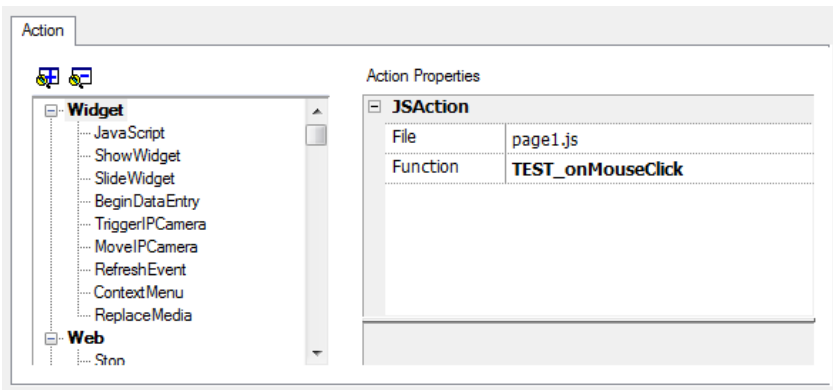 Action
Action Properties
Widget
JavaScript
ShowWidget
SlideWidget
BeginDataEntry
TriggerIPCamera
MoveIPCamera
RefreshEvent
ContextMenu
ReplaceMedia
Web
Stop
JSAction
File page1.js
Function TEST_onMouseClick